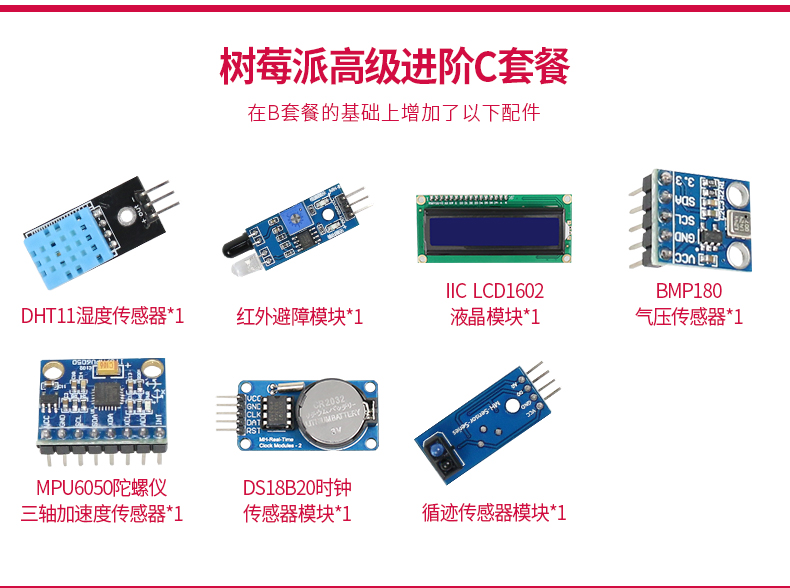 树莓派高级进阶C套餐
在B套餐的基础上增加了以下配件
3.3
SDA
SCL
GND
VCC
DHT11湿度传感器*1
红外避障模块*1
IIC LCD1602
液晶模块*1
BMP180
气压传感器*1
VCC
GND
SCL
INT
VCC
GND
CLK
DAT
RST
CR2032
3V
MH-Real-Time
Clock Modules - 2
MH-Sensor-Series
MPU6050陀螺仪
三轴加速度传感器*1
DS18B20时钟
传感器模块*1
循迹传感器模块*1